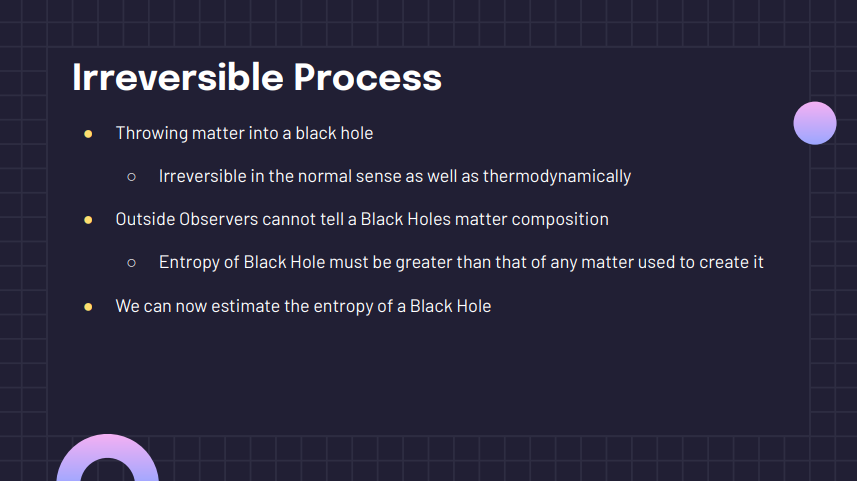 Irreversible Process
● Throwing matter into a black hole
○ Irreversible in the normal sense as well as thermodynamically
● Outside Observers cannot tell a Black Holes matter composition
○ Entropy of Black Hole must be greater than that of any matter used to create it
● We can now estimate the entropy of a Black Hole